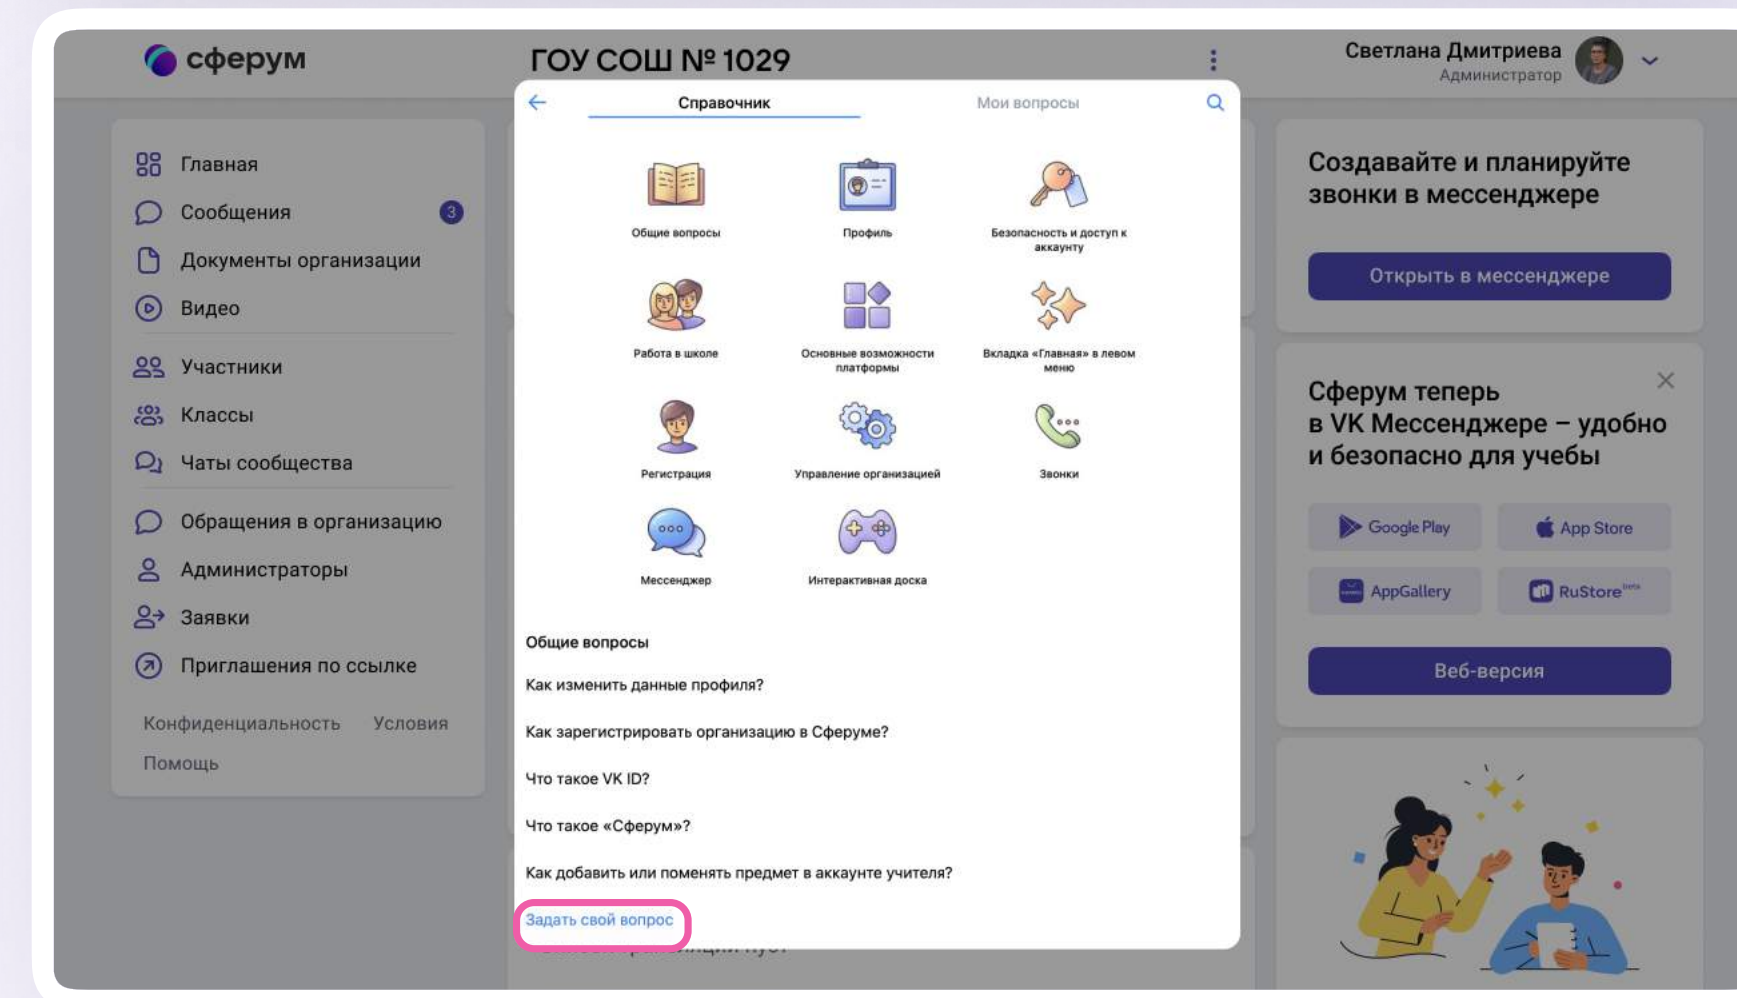 сферум
ГОУ СОШ № 1029
Светлана Дмитриева
Администратор
Главная
Сообщения 3
Документы организации
Видео
Участники
Классы
Чаты сообщества
Обращения в организацию
Администраторы
Заявки
Приглашения по ссылке
Конфиденциальность Условия
Помощь
Справочник Мои вопросы
Общие вопросы
Профиль
Безопасность и доступ к
аккаунту
Работа в школе
Основные возможности
платформы
Вкладка «Главная» в левом
меню
Регистрация
Управление организацией
Звонки
Мессенджер
Интерактивная доска
Общие вопросы
Как изменить данные профиля?
Как зарегистрировать организацию в Сферуме?
Что такое VK ID?
Что такое «Сферум»?
Как добавить или поменять предмет в аккаунте учителя?
Задать свой вопрос
Создавайте и планируйте
звонки в мессенджере
Открыть в мессенджере
Сферум теперь
в VK Мессенджере – удобно
и безопасно для учебы
Google Play
App Store
AppGallery
RuStore beta
Веб-версия